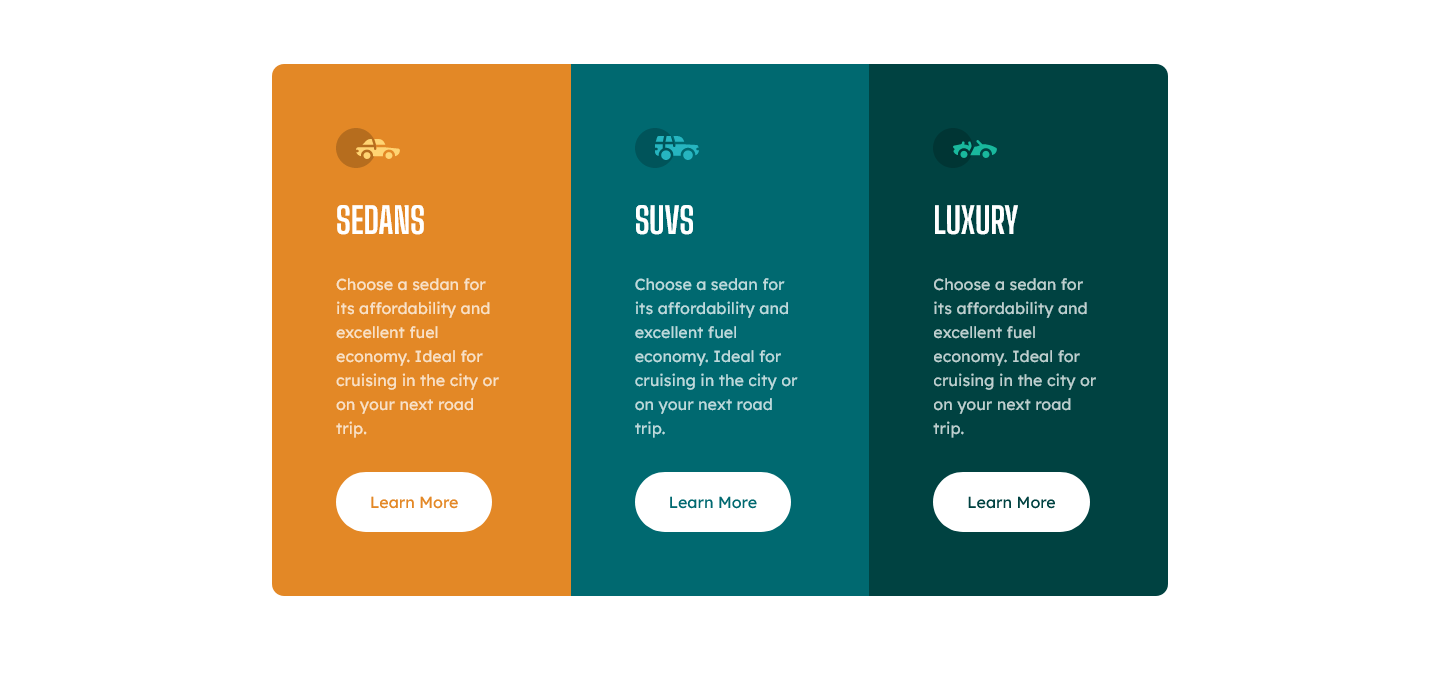 SEDANS
Choose a sedan for
its affordability and
excellent fuel
economy. Ideal for
cruising in the city or
on your next road
trip.
Learn More
SUVS
Choose a sedan for
its affordability and
excellent fuel
economy. Ideal for
cruising in the city or
on your next road
trip.
Learn More
LUXURY
Choose a sedan for
its affordability and
excellent fuel
economy. Ideal for
cruising in the city or
on your next road
trip.
Learn More